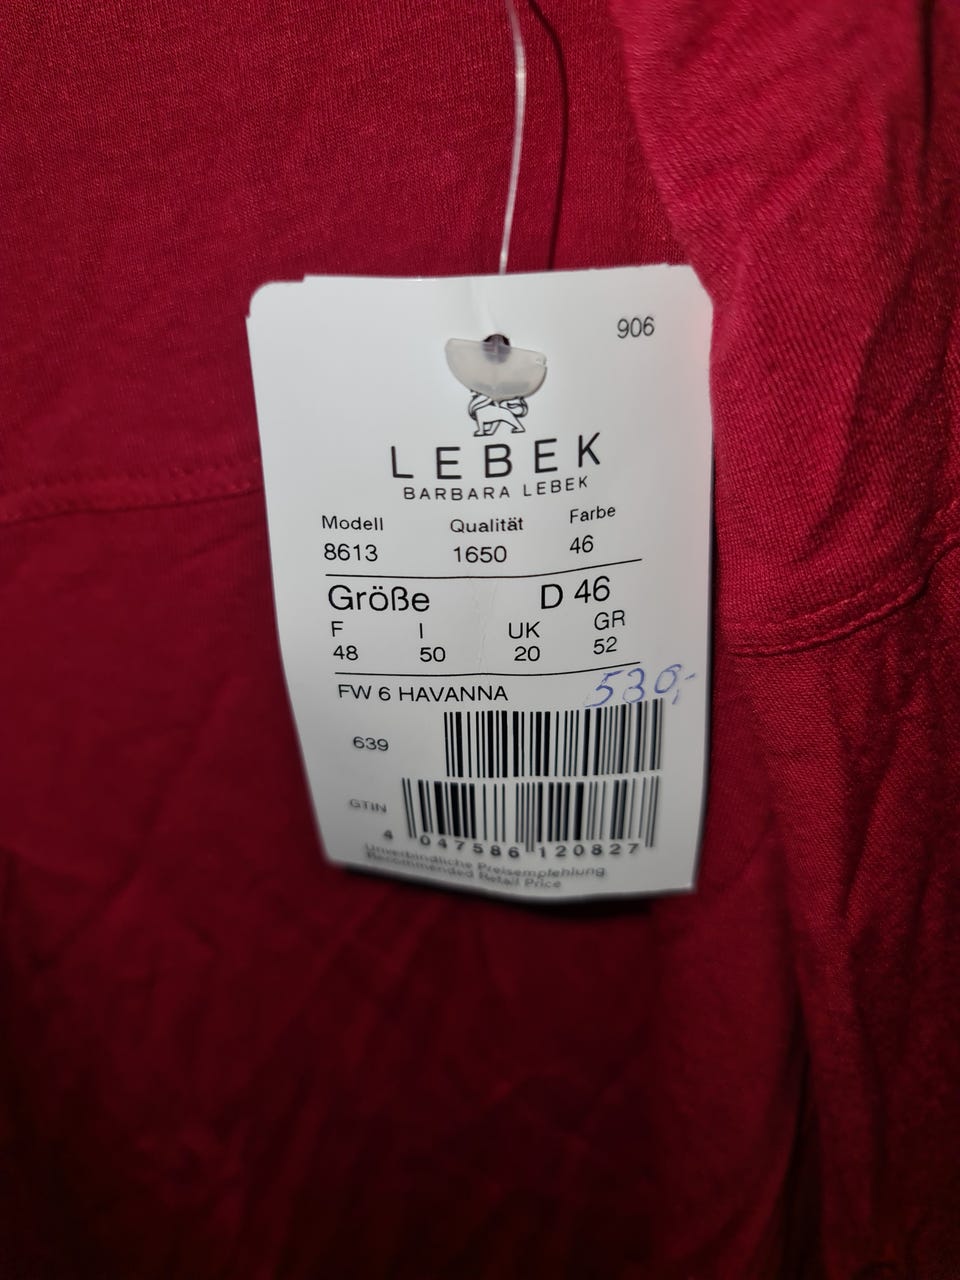 906
LEBEK
BARBARA LEBEK
Modell Qualität Farbe
8613 1650 46
Größe D 46
F I UK GR
48 50 20 52
FW 6 HAVANNA 530,-
639
GTIN
4 047586 120827
Unverbindliche Preisempfehlung
Recommended Retail Price